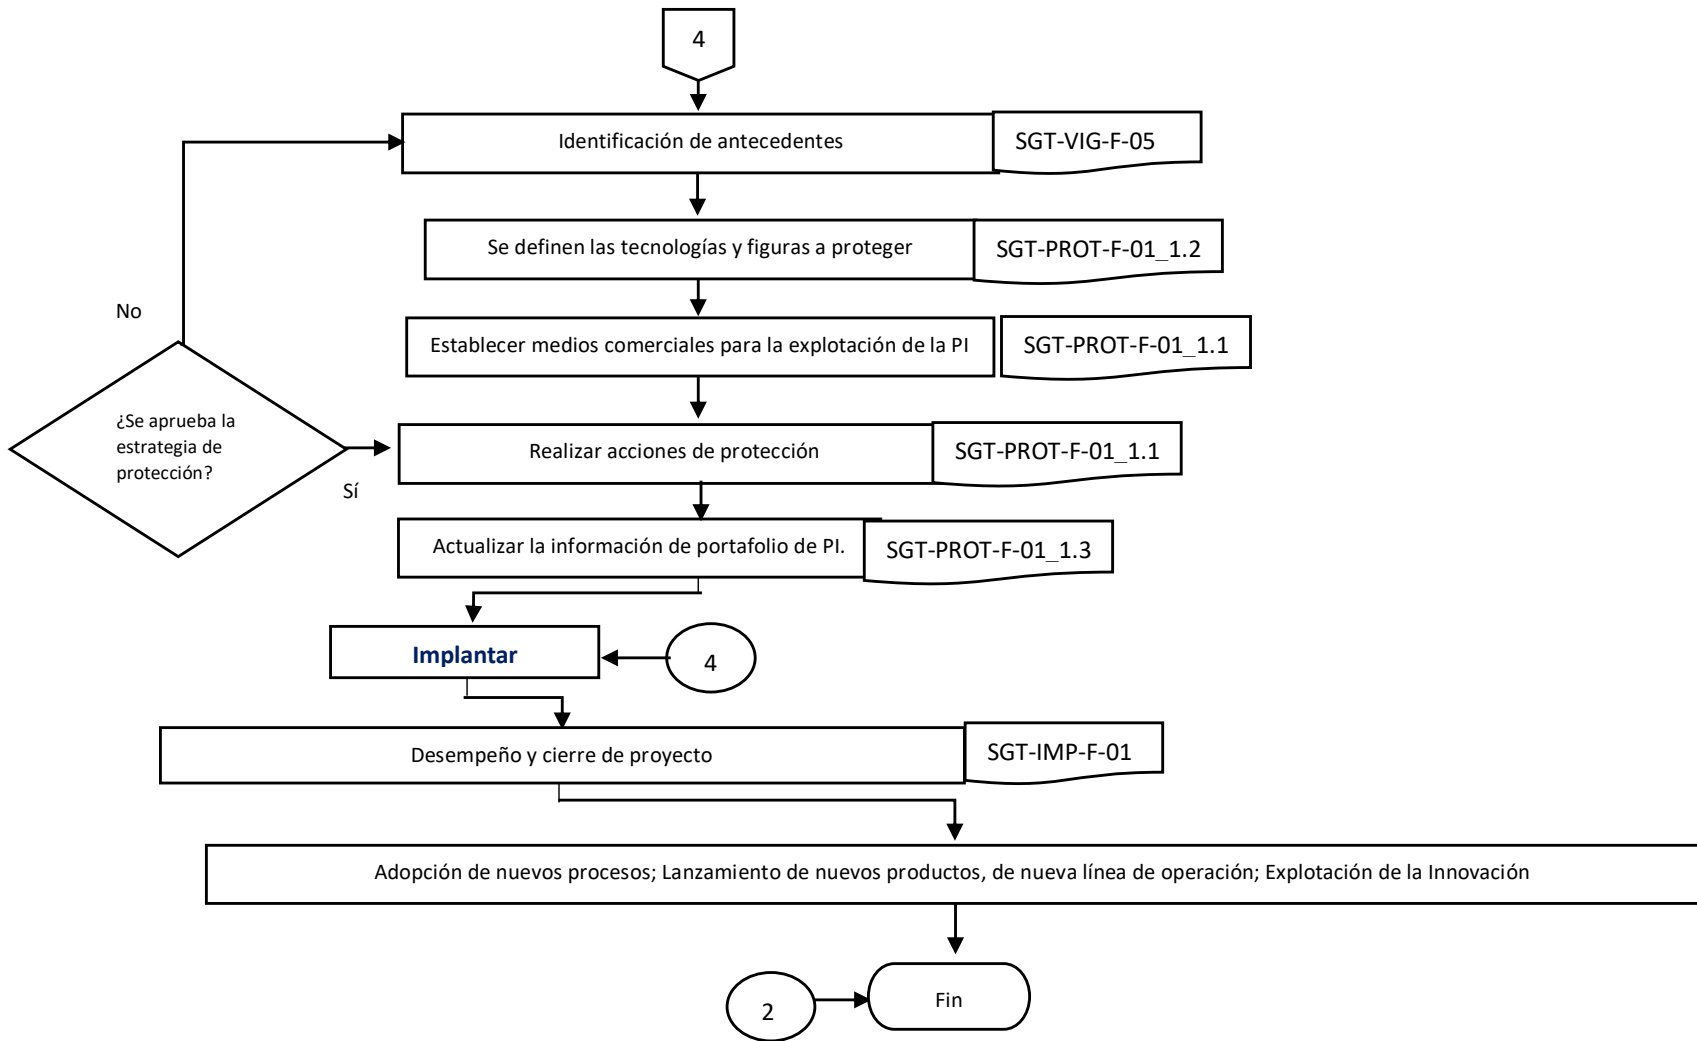 4
Identificación de antecedentes
SGT-VIG-F-05
Se definen las tecnologías y figuras a proteger
SGT-PROT-F-01_1.2
No
Establecer medios comerciales para la explotación de la PI
SGT-PROT-F-01_1.1
¿Se aprueba la
estrategia de
protección?
Sí
Realizar acciones de protección
SGT-PROT-F-01_1.1
Actualizar la información de portafolio de PI.
SGT-PROT-F-01_1.3
Implantar
4
Desempeño y cierre de proyecto
SGT-IMP-F-01
Adopción de nuevos procesos; Lanzamiento de nuevos productos, de nueva línea de operación; Explotación de la Innovación
2
Fin